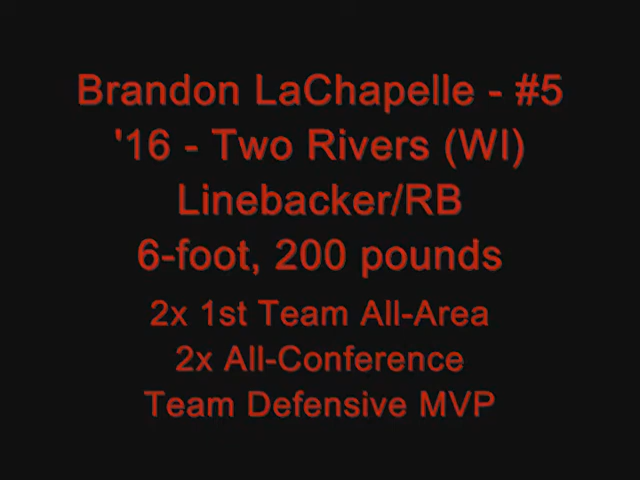 Brandon LaChapelle - #5
'16 - Two Rivers (WI)
Linebacker/RB
6-foot, 200 pounds
2x 1st Team All-Area
2x All-Conference
Team Defensive MVP